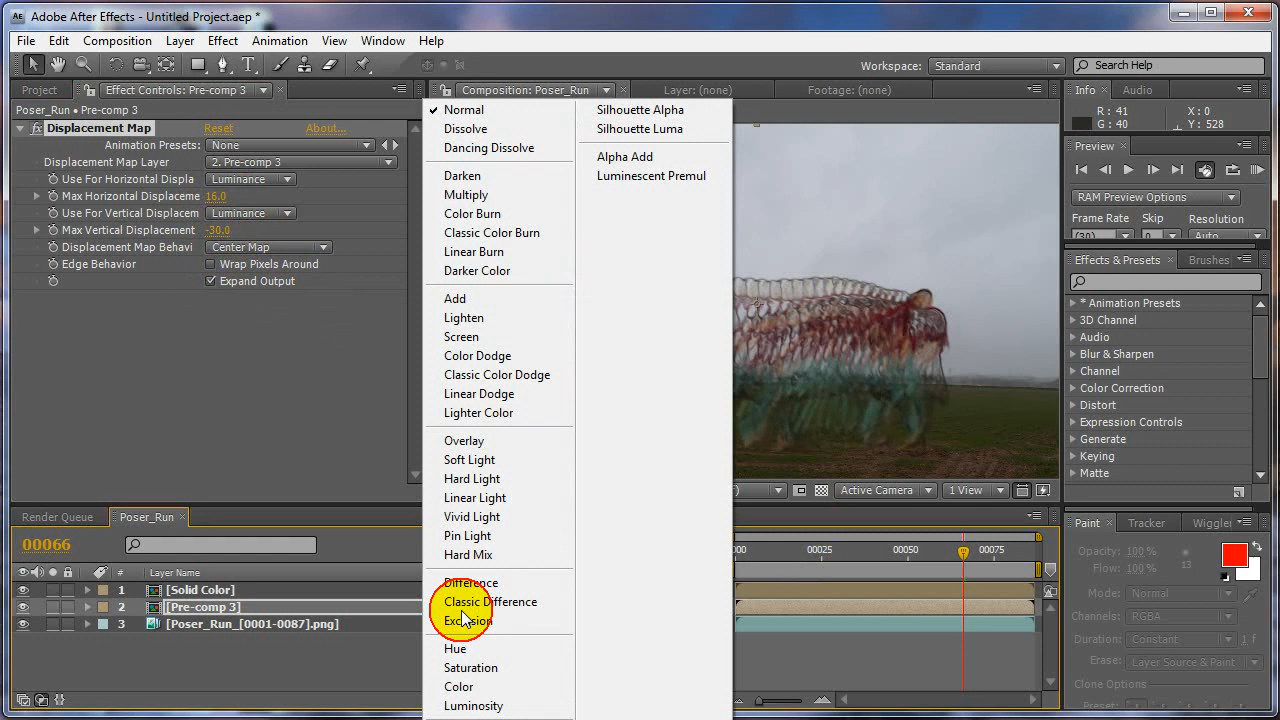 Adobe After Effects - Untitled Project.aep *
File Edit Composition Layer Effect Animation View Window Help
Workspace: Standard Search Help
Project Effect Controls: Pre-comp 3 Composition: Poser_Run Layer: (none) Footage: (none) Info Audio
Poser_Run • Pre-comp 3
fx Displacement Map Reset About...
Animation Presets: None
Displacement Map Layer 2. Pre-comp 3
Use For Horizontal Displa Luminance
Max Horizontal Displaceme 16.0
Use For Vertical Displacem Luminance
Max Vertical Displacement -30.0
Displacement Map Behavi Center Map
Edge Behavior Wrap Pixels Around
Expand Output
Normal
Dissolve
Dancing Dissolve
Darken
Multiply
Color Burn
Classic Color Burn
Linear Burn
Darker Color
Add
Lighten
Screen
Color Dodge
Classic Color Dodge
Linear Dodge
Lighter Color
Overlay
Soft Light
Hard Light
Linear Light
Vivid Light
Pin Light
Hard Mix
Difference
Classic Difference
Exclusion
Hue
Saturation
Color
Luminosity
Silhouette Alpha
Silhouette Luma
Alpha Add
Luminescent Premul
R: 41 X: 0
G: 40 Y: 528
Preview
RAM Preview Options
Frame Rate Skip Resolution
(30) 0 Auto
Effects & Presets Brushes
* Animation Presets
3D Channel
Audio
Blur & Sharpen
Channel
Color Correction
Distort
Expression Controls
Generate
Keying
Matte
Active Camera 1 View
Render Queue Poser_Run
00066
# Layer Name
1 [Solid Color]
2 [Pre-comp 3]
3 [Poser_Run_[0001-0087].png]
000 00025 00050 00075
Paint Tracker Wiggler
Opacity: 100 %
Flow: 100 % 13
Mode: Normal
Channels: RGBA
Duration: Constant 1 f
Erase: Layer Source & Paint
Clone Options